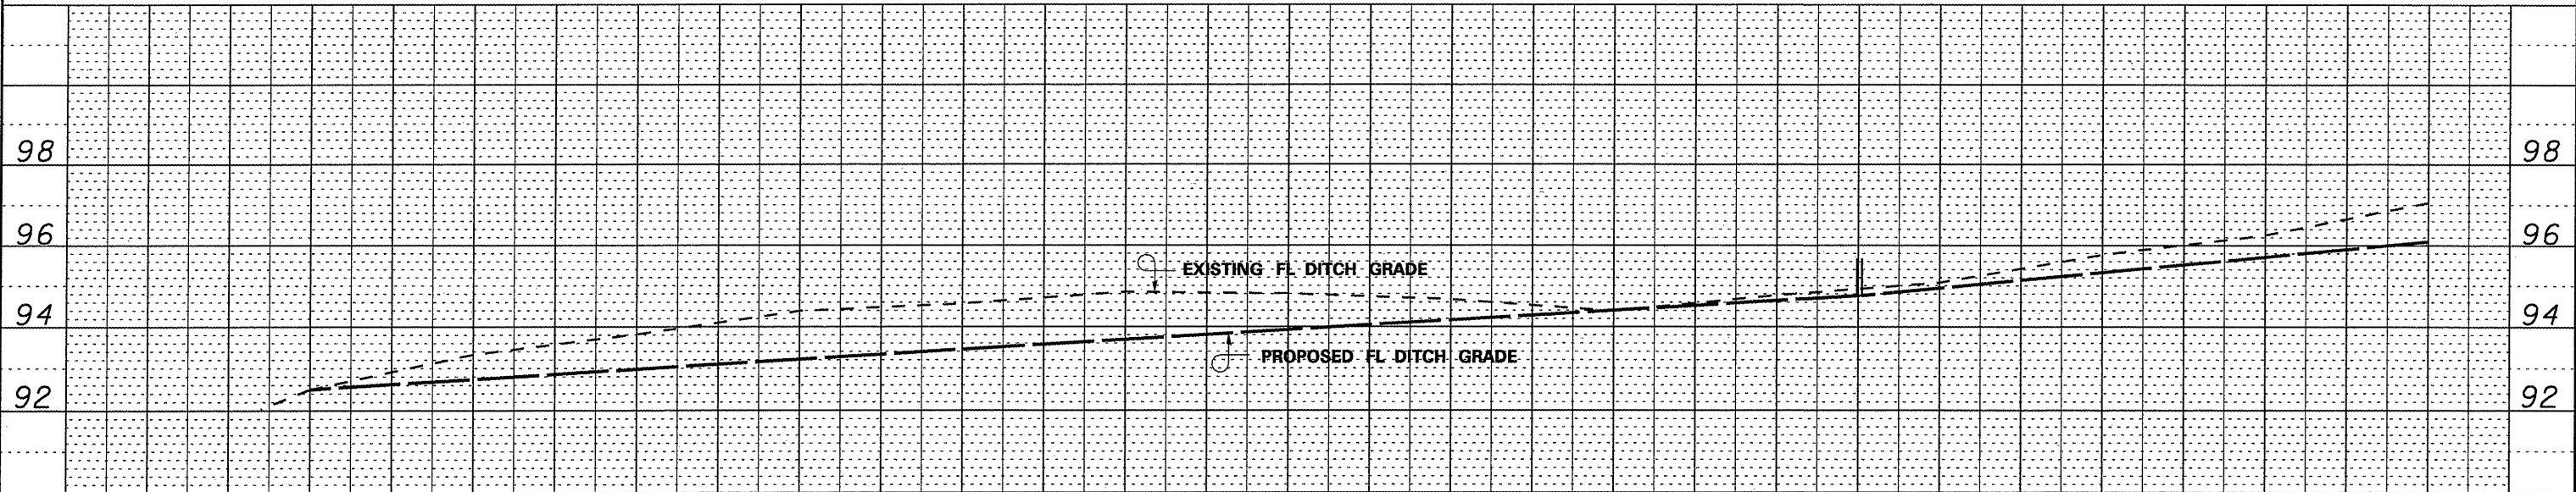 98 98
96 96
EXISTING FL DITCH GRADE
94 94
PROPOSED FL DITCH GRADE
92 92